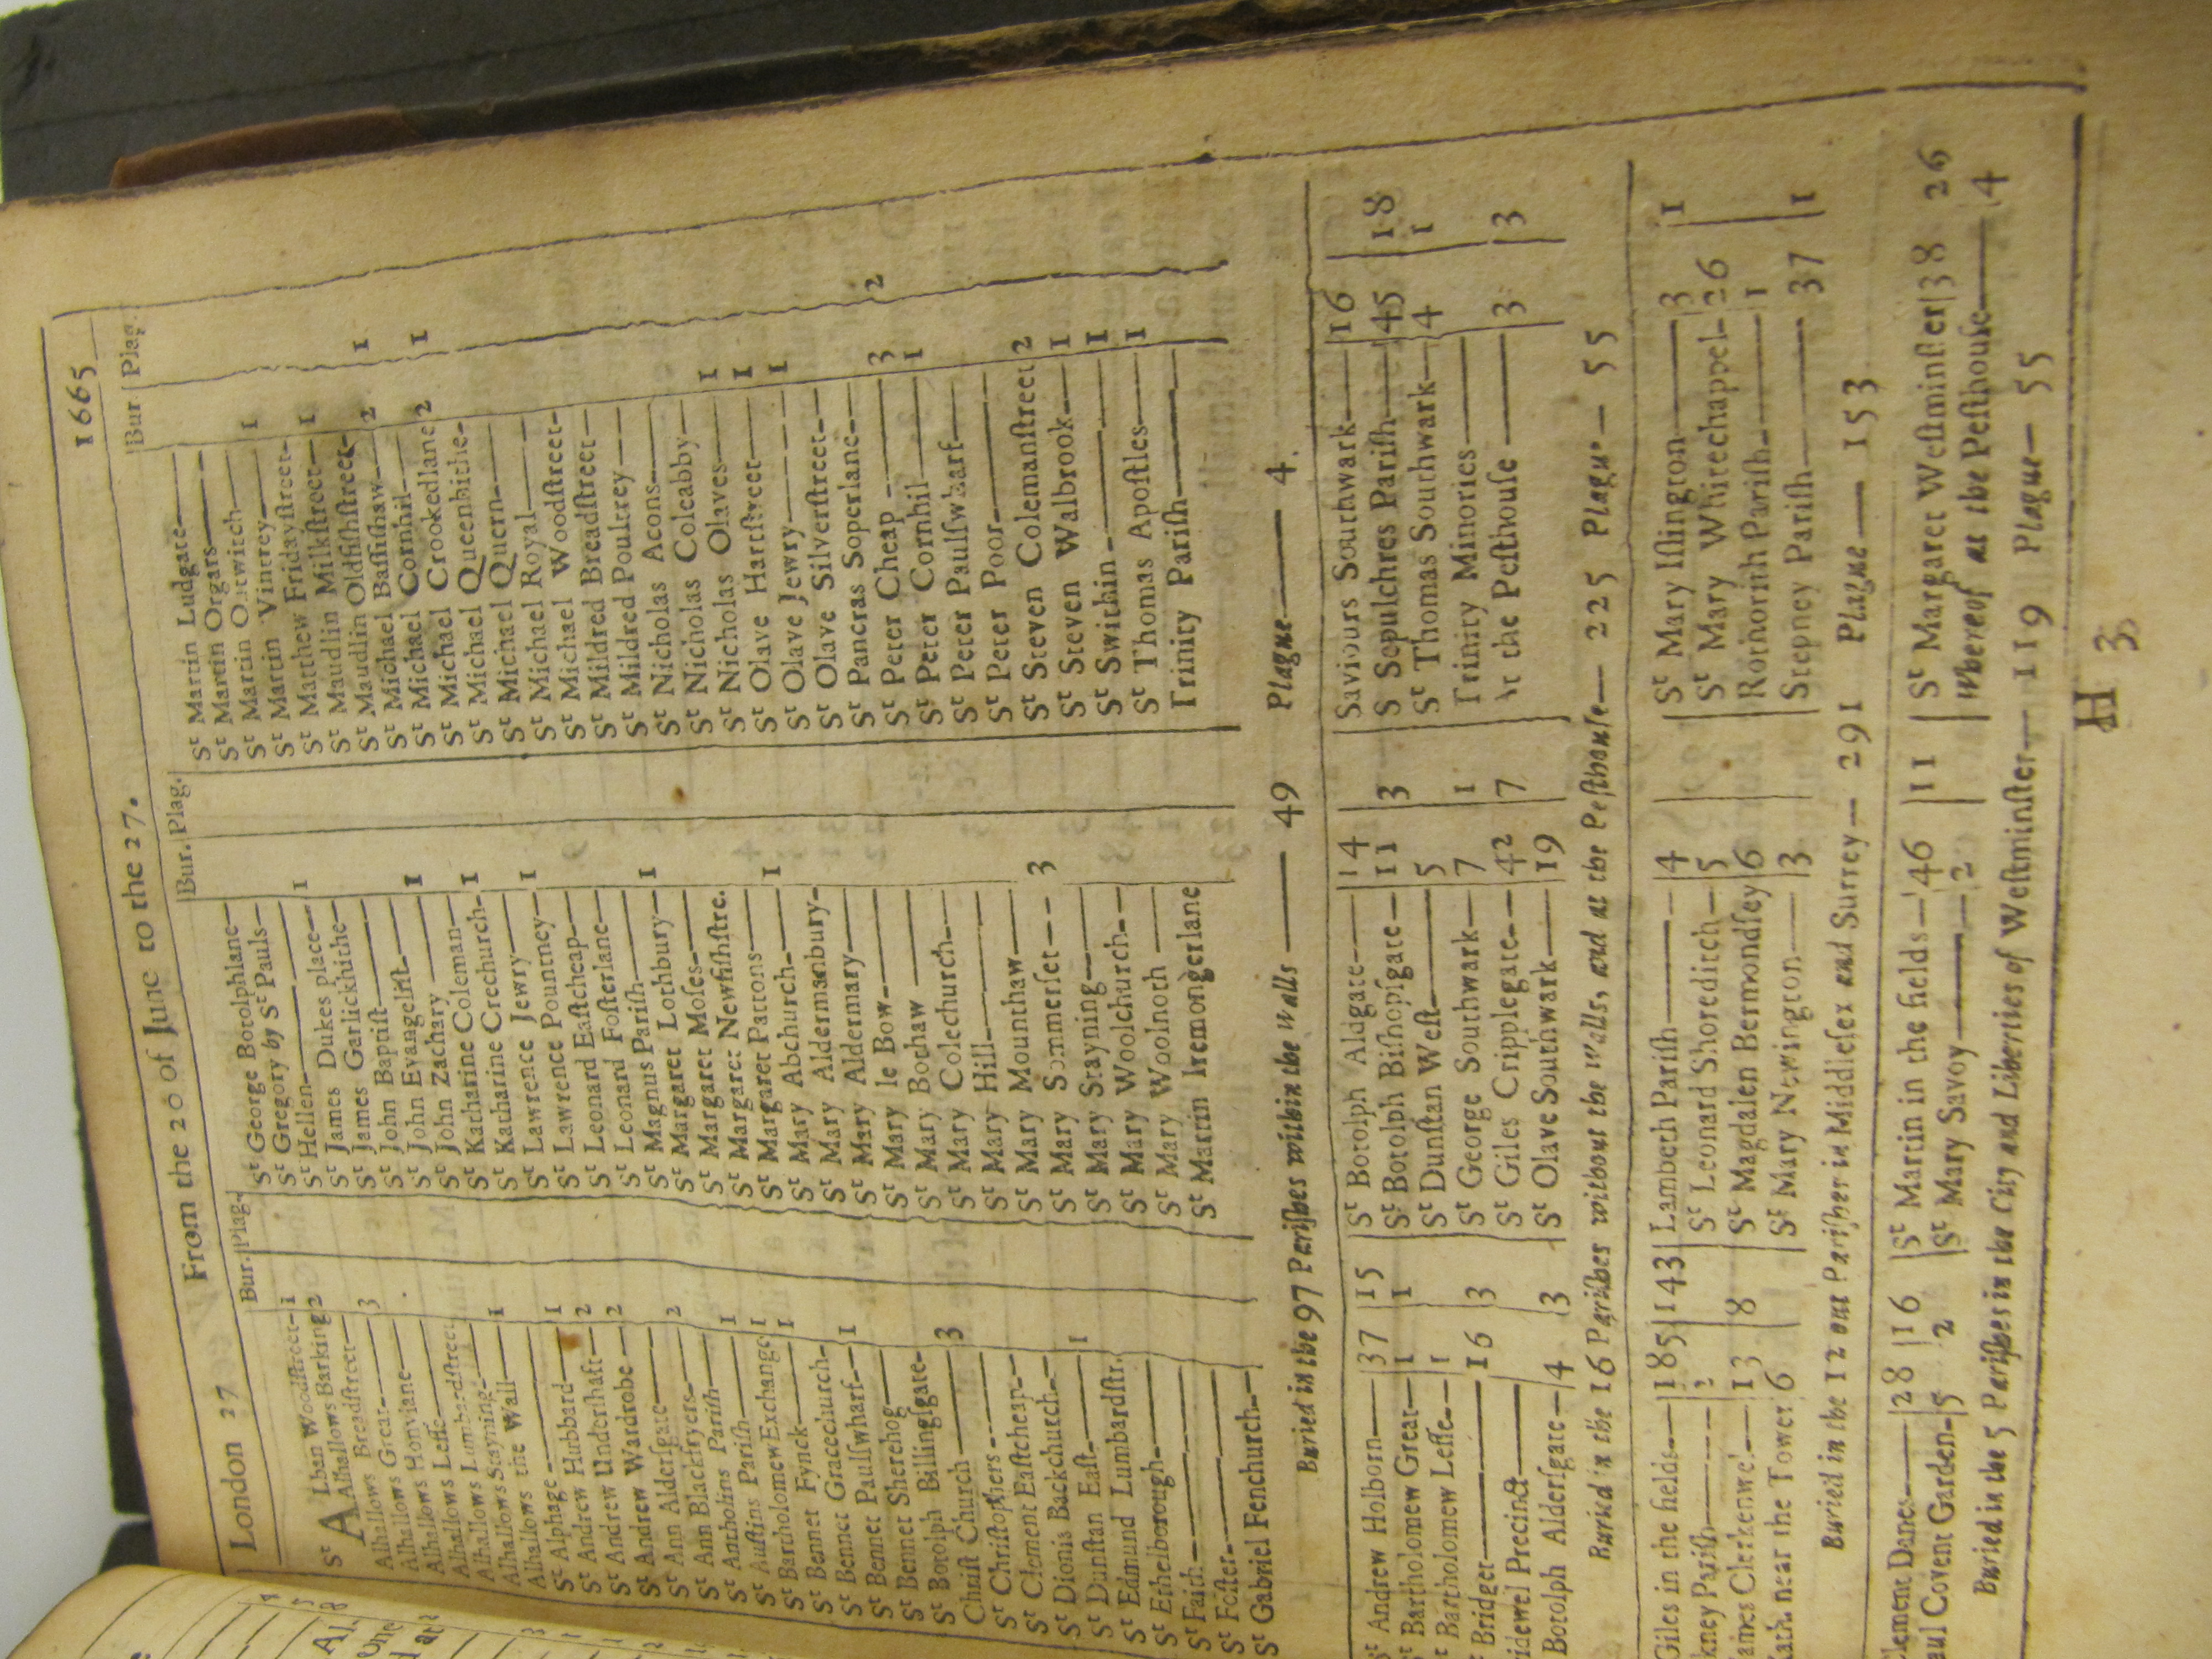 London 27 From the 20 of June to the 27. 1665
Bur. Plag. Bur. Plag. Bur Plag.
St ALban Woodſtreet 1
Alhallows Barking 2
Alhallows Breadſtreet
Alhallows Great 3
Alhallows Honylane
Alhallows Leſſe
Alhallows Lumbardſtreet
Alhallows Stayning 1
Alhallows the Wall
St Alphage 1
St Andrew Hubbard 2
St Andrew Underſhaft 2
St Andrew Wardrobe
St Ann Alderſgate 2
St Ann Blackfryers
St Antholins Pariſh 1
St Auſtins Pariſh 1
St Bartholomew Exchange 1
St Bennet Fynck
St Bennet Gracechurch 1
St Bennet Paulſwharf
St Bennet Sherehog
St Botolph Billingſgate
Chriſt Church 3
St Chriſtophers
St Clement Eaſtcheap
St Dionis Backchurch
St Dunſtan Eaſt 1
St Edmund Lumbardſtr.
St Ethelborough
St Faith
St Foſter
St Gabriel Fenchurch
St George Botolphlane
St Gregory by St Pauls
St Hellen
St James Dukes place 1
St James Garlickhithe
St John Baptiſt
St John Evangeliſt
St John Zachary 1
St Katharine Coleman
St Katharine Crechurch 1
St Lawrence Jewry
St Lawrence Pountney 1
St Leonard Eaſtcheap
St Leonard Foſterlane
St Magnus Pariſh
St Margaret Lothbury 1
St Margaret Moſes
St Margaret Newfiſhſtre.
St Margaret Pattons
St Mary Abchurch 1
St Mary Aldermanbury
St Mary Aldermary
St Mary le Bow
St Mary Bothaw
St Mary Colechurch
St Mary Hill
St Mary Mounthaw
St Mary Sommerſet 3
St Mary Stayning
St Mary Woolchurch
St Mary Woolnoth
St Martin Iremongerlane
St Martin Ludgate
St Martin Orgars
St Martin Outwitch
St Martin Vintrey 1
St Matthew Fridayſtreet
St Maudlin Milkſtreet 1
St Maudlin Oldfiſhſtreet
St Michael Baſſiſhaw 2 1
St Michael Cornhil
St Michael Crookedlane 2 1
St Michael Queenhithe
St Michael Quern
St Michael Royal
St Michael Woodſtreet
St Mildred Breadſtreet
St Mildred Poultrey
St Nicholas Acons
St Nicholas Coleabby
St Nicholas Olaves 1
St Olave Hartſtreet 1
St Olave Jewry 1
St Olave Silverſtreet
St Pancras Soperlane
St Peter Cheap 3 2
St Peter Cornhil 1
St Peter Paulſwharf
St Peter Poor
St Steven Colemanſtreet 2
St Steven Walbrook 1
St Swithin 1
St Thomas Apoſtles 1
Trinity Pariſh
Buried in the 97 Pariſhes within the walls 49 Plague 4.
St Andrew Holborn 37 15
St Bartholomew Great 1 1
Bartholomew Leſſe 1
Bridget 16 3
idewel Precinct
Botolph Alderſgate 4 3
St Botolph Aldgate 14
St Botolph Biſhopſgate 11 3
St Dunſtan Weſt 5
St George Southwark 7 1
St Giles Cripplegate 42 7
St Olave Southwark 19
Saviours Southwark 16
S Sepulchres Pariſh 45 18
St Thomas Southwark 4 1
Trinity Minories
At the Peſthouſe 3 3
Buried in the 16 Pariſhes without the Walls, and at the Peſthouſe 225 Plague 55
Giles in the fields 185 143
kney Pariſh 2
James Clerkenwel 13 8
Kath. near the Tower 6
Lambeth Pariſh 4
St Leonard Shoreditch 5
St Magdalen Bermondſey 6
St Mary Newington 3
St Mary Iſlington 3 1
St Mary Whitechappel 26
Rothorith Pariſh 1
Stepney Pariſh 37 1
Buried in the 12 out Pariſhes in Middleſex and Surrey 291 Plague 153
Clement Danes 28 16
aul Covent Garden 5 2
St Martin in the fields 46 11
St Mary Savoy 2
St Margaret Weſtminſter 38 26
Whereof at the Peſthouſe 4
Buried in the 5 Pariſhes in the City and Liberties of Weſtminſter 119 Plague 55
H 3